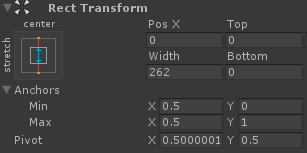 Rect Transform
center
stretch
Pos X Top
0 0
Width Bottom
262 0
Anchors
Min X 0.5 Y 0
Max X 0.5 Y 1
Pivot X 0.5000001 Y 0.5